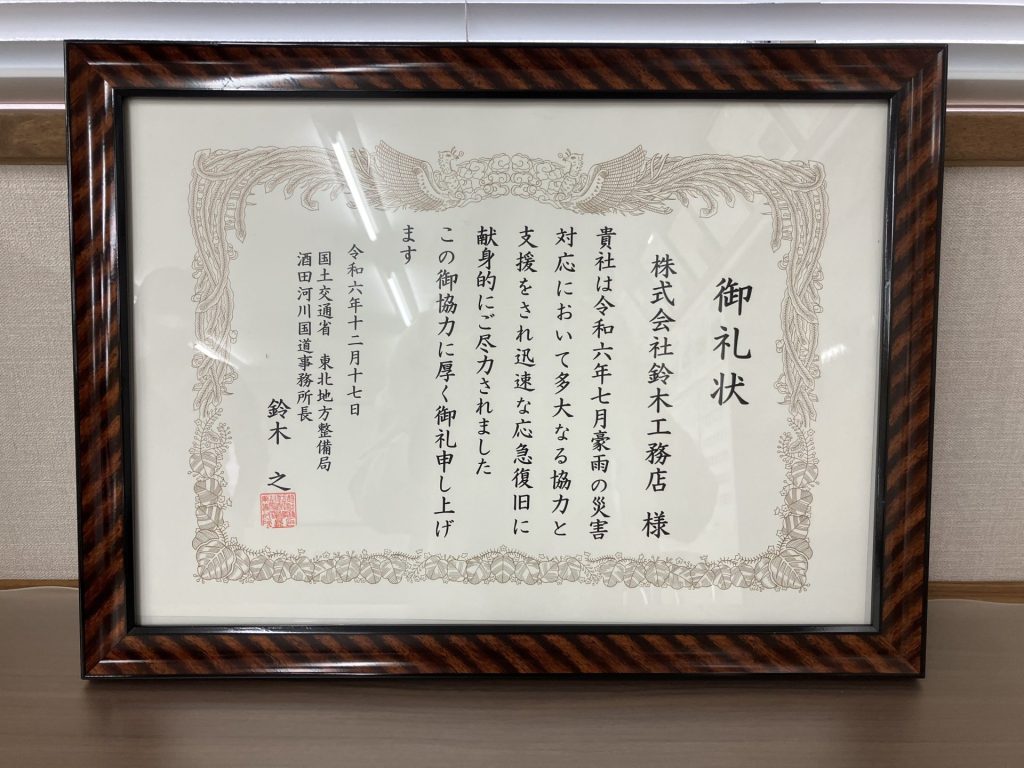 御礼状
株式会社鈴木工務店 様
貴社は令和六年七月豪雨の災害
対応において多大なる協力と
支援をされ迅速な応急復旧に
献身的にご尽力されました
この御協力に厚く御礼申し上げ
ます
令和六年十二月十七日
国土交通省 東北地方整備局
酒田河川国道事務所長
鈴木 之